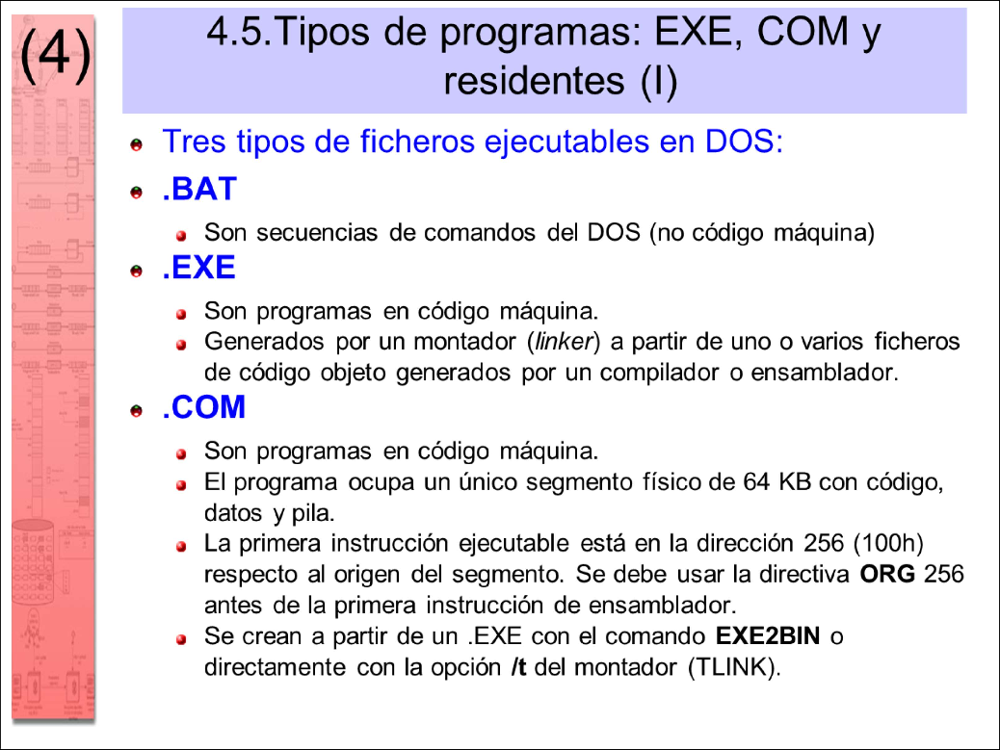 (4)
4.5.Tipos de programas: EXE, COM y
residentes (I)
Tres tipos de ficheros ejecutables en DOS:
.BAT
Son secuencias de comandos del DOS (no código máquina)
.EXE
Son programas en código máquina.
Generados por un montador (linker) a partir de uno o varios ficheros
de código objeto generados por un compilador o ensamblador.
.COM
Son programas en código máquina.
El programa ocupa un único segmento físico de 64 KB con código,
datos y pila.
La primera instrucción ejecutable está en la dirección 256 (100h)
respecto al origen del segmento. Se debe usar la directiva ORG 256
antes de la primera instrucción de ensamblador.
Se crean a partir de un .EXE con el comando EXE2BIN o
directamente con la opción /t del montador (TLINK).